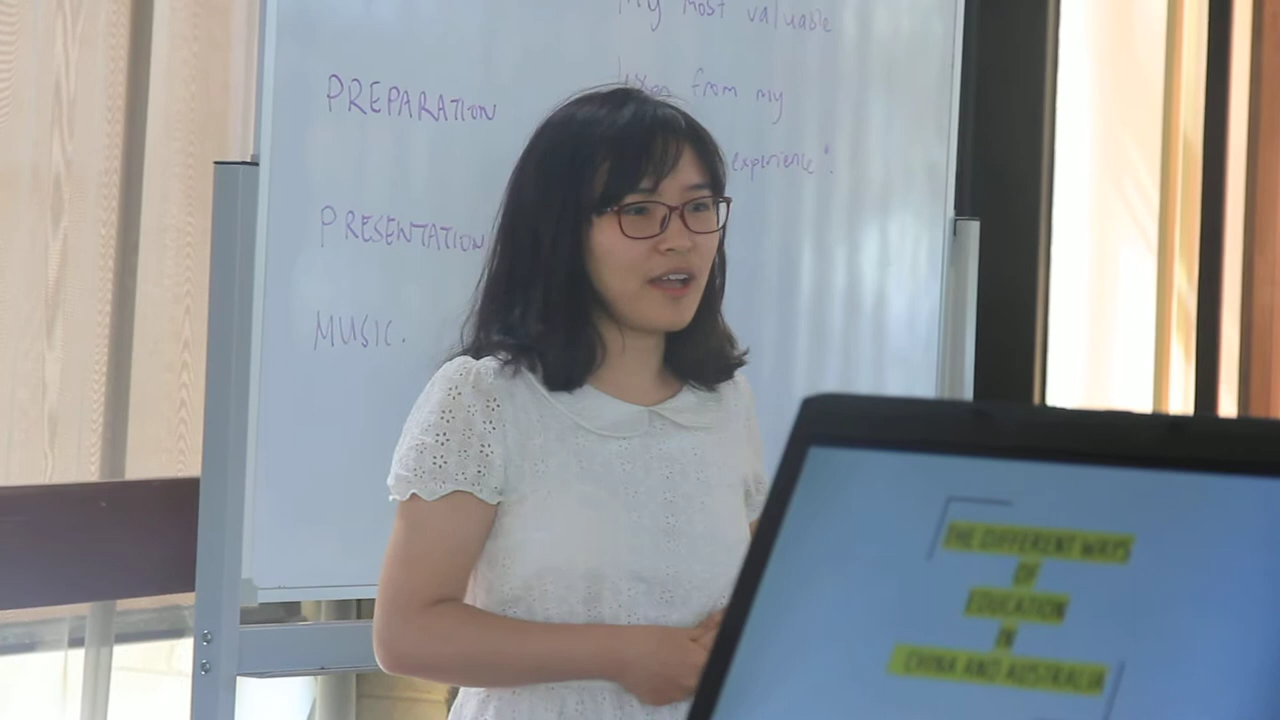 PREPARATION
PRESENTATION
MUSIC.
My most valuable
from my
experience".
THE DIFFERENT WAYS
OF
EDUCATION
IN
CHINA AND AUSTRALIA